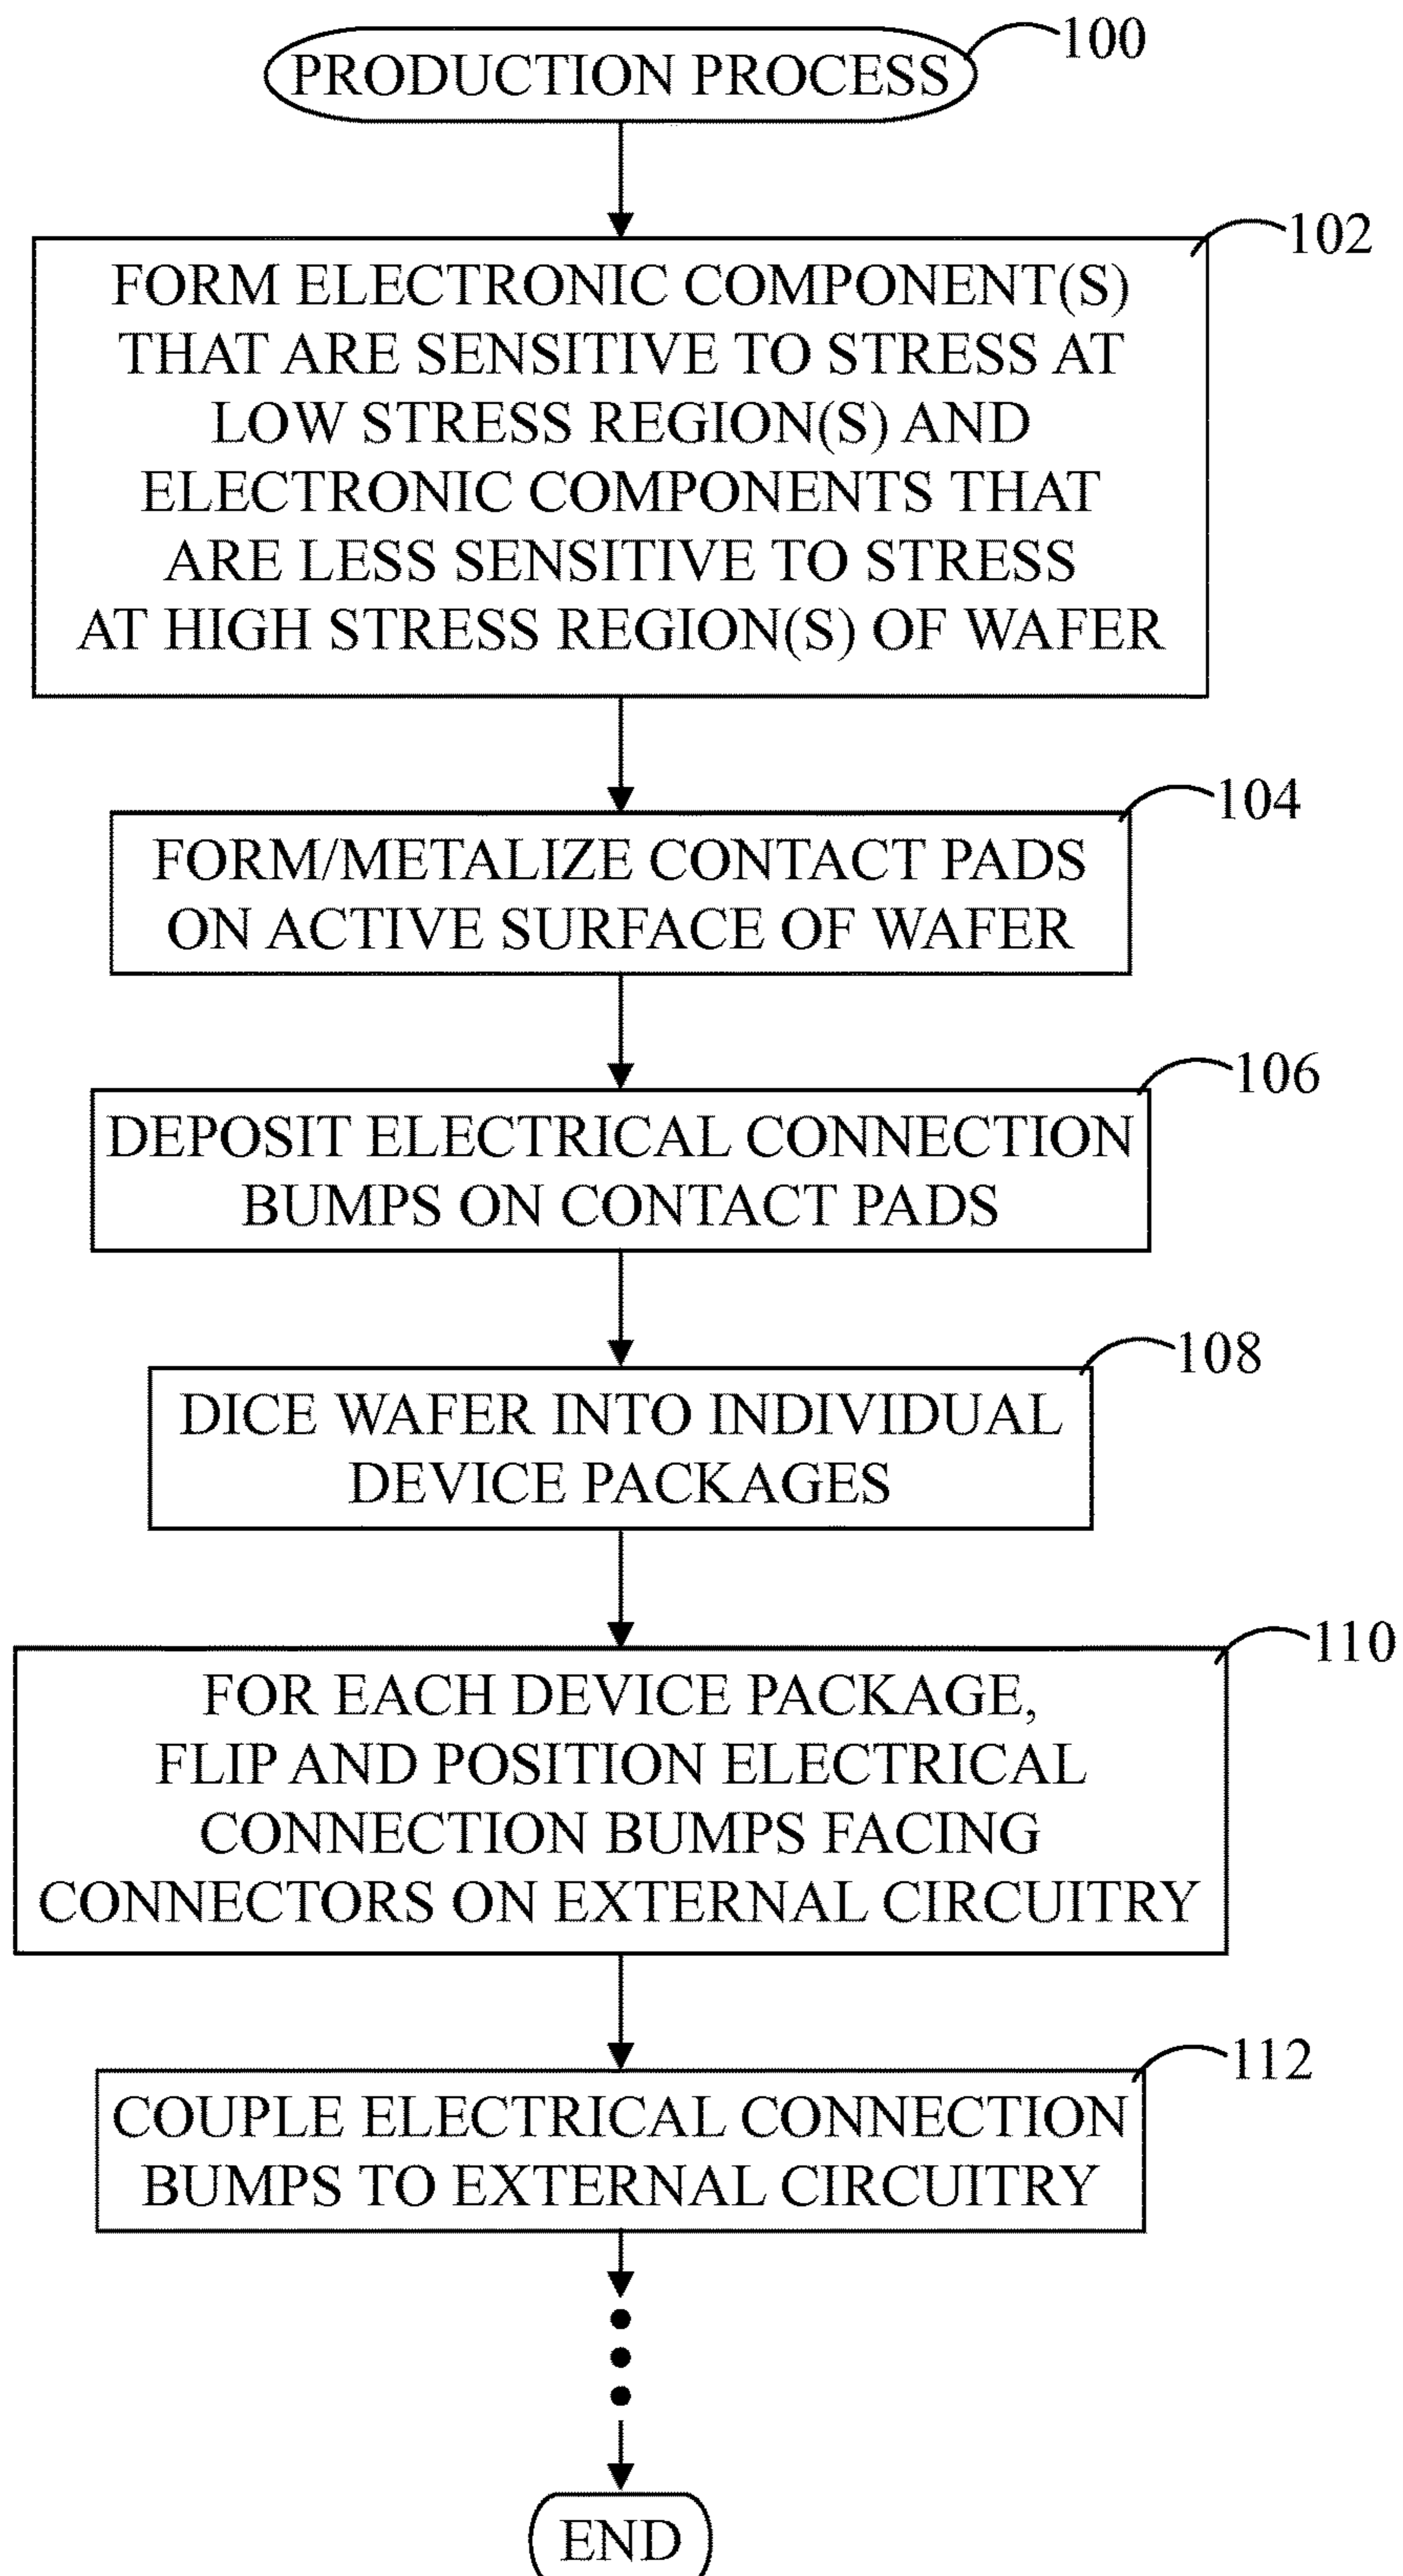 PRODUCTION PROCESS
100
102
FORM ELECTRONIC COMPONENT(S)
THAT ARE SENSITIVE TO STRESS AT
LOW STRESS REGION(S) AND
ELECTRONIC COMPONENTS THAT
ARE LESS SENSITIVE TO STRESS
AT HIGH STRESS REGION(S) OF WAFER
104
FORM/METALIZE CONTACT PADS
ON ACTIVE SURFACE OF WAFER
106
DEPOSIT ELECTRICAL CONNECTION
BUMPS ON CONTACT PADS
108
DICE WAFER INTO INDIVIDUAL
DEVICE PACKAGES
110
FOR EACH DEVICE PACKAGE,
FLIP AND POSITION ELECTRICAL
CONNECTION BUMPS FACING
CONNECTORS ON EXTERNAL CIRCUITRY
112
COUPLE ELECTRICAL CONNECTION
BUMPS TO EXTERNAL CIRCUITRY
END